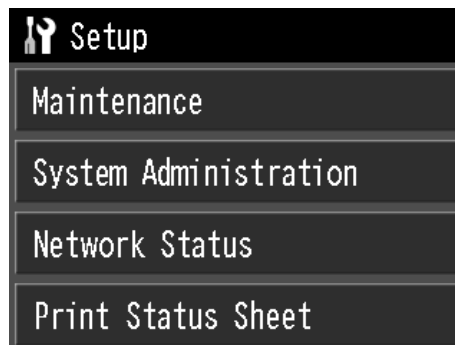 Setup
Maintenance
System Administration
Network Status
Print Status Sheet